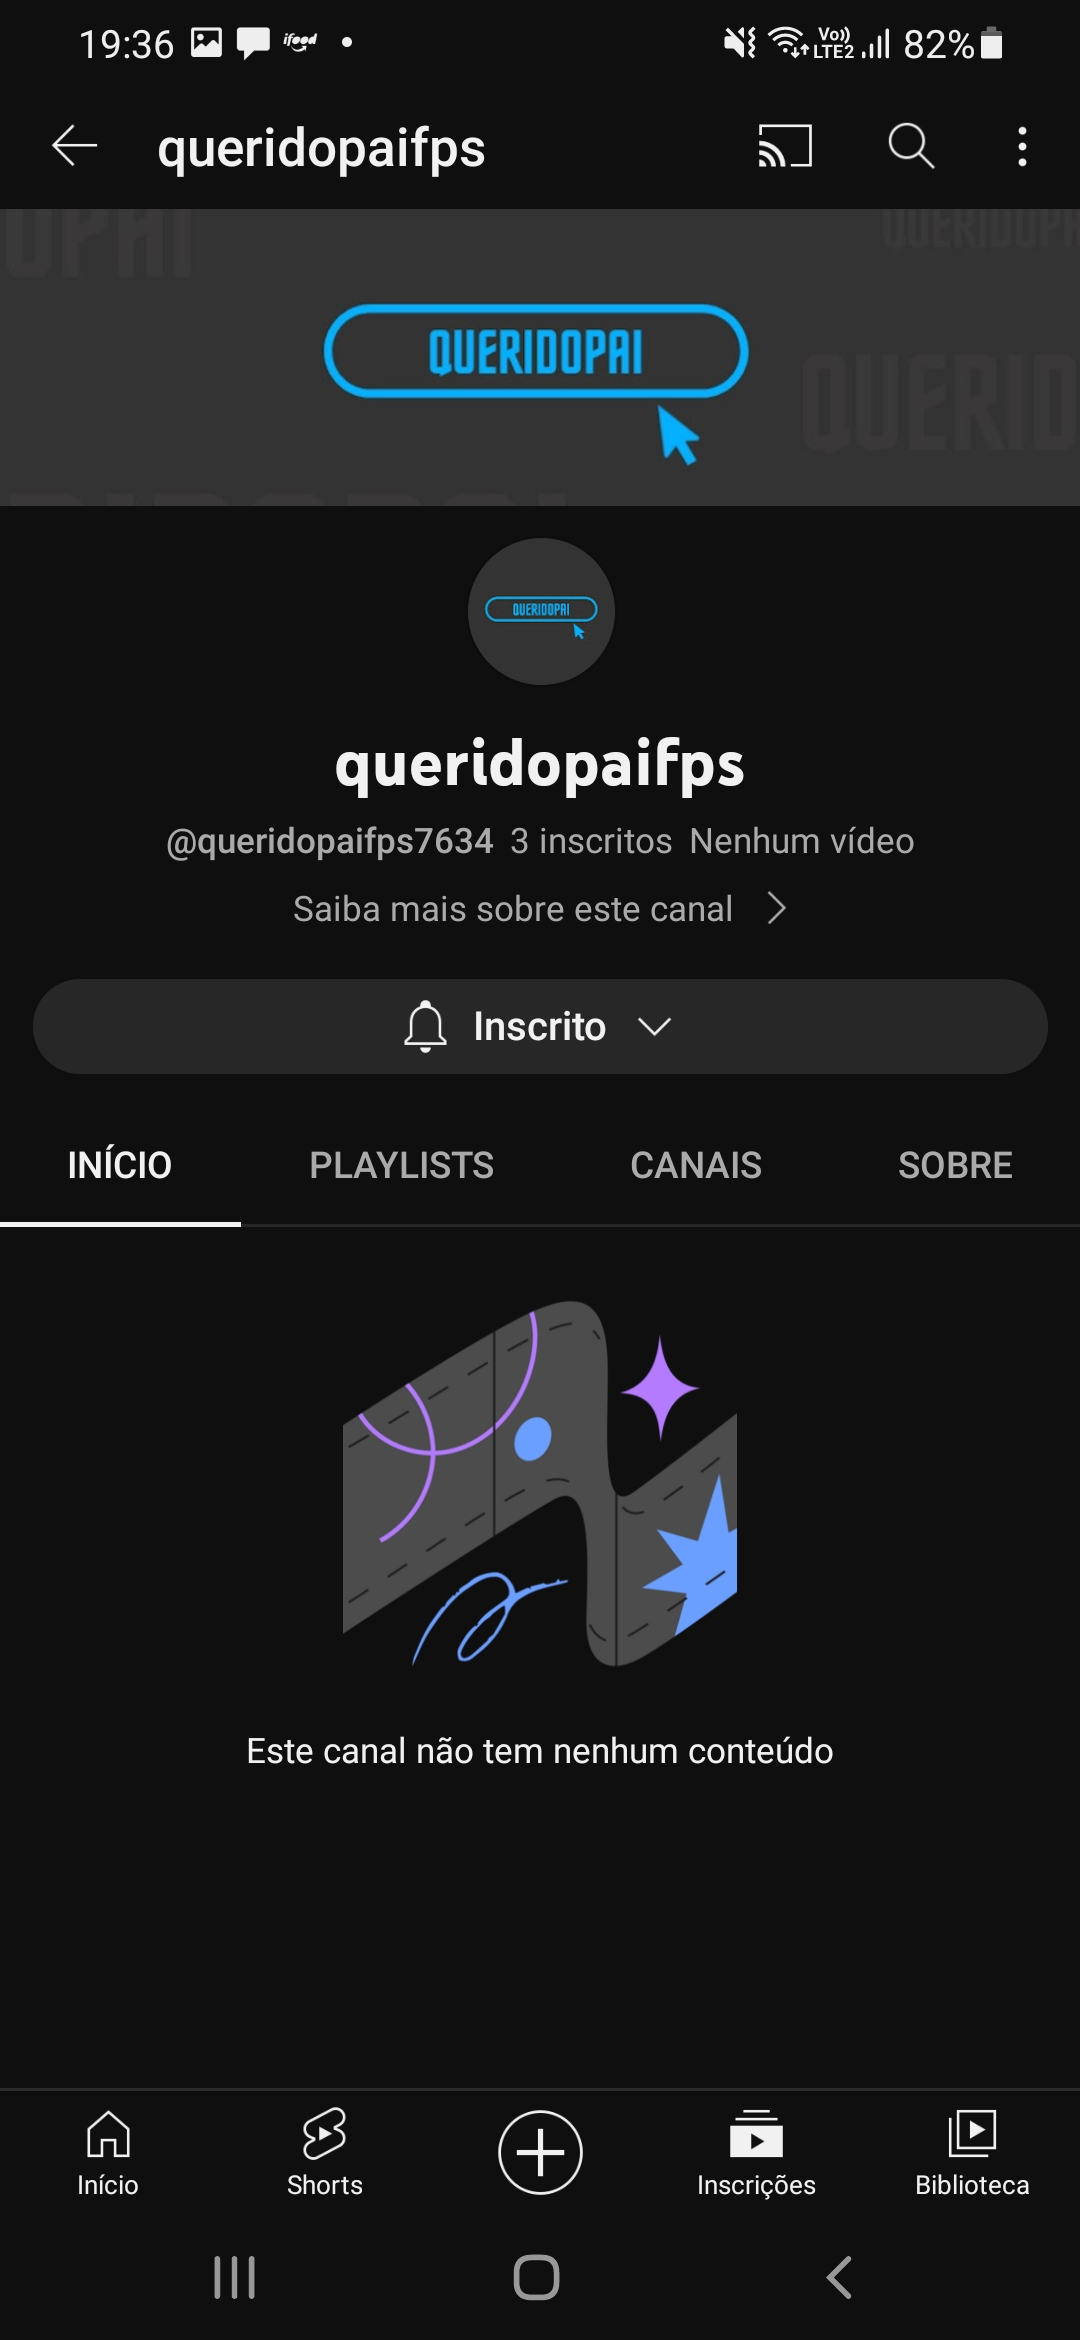 19:36 ifood Vo)) LTE2 82%
queridopaifps
OPAI QUERIDOPA
QUERIDOPAI
QUERID
RIDOPAI
QUERIDOPAI
queridopaifps
@queridopaifps7634 3 inscritos Nenhum vídeo
Saiba mais sobre este canal
Inscrito
INÍCIO PLAYLISTS CANAIS SOBRE
Este canal não tem nenhum conteúdo
Início Shorts Inscrições Biblioteca